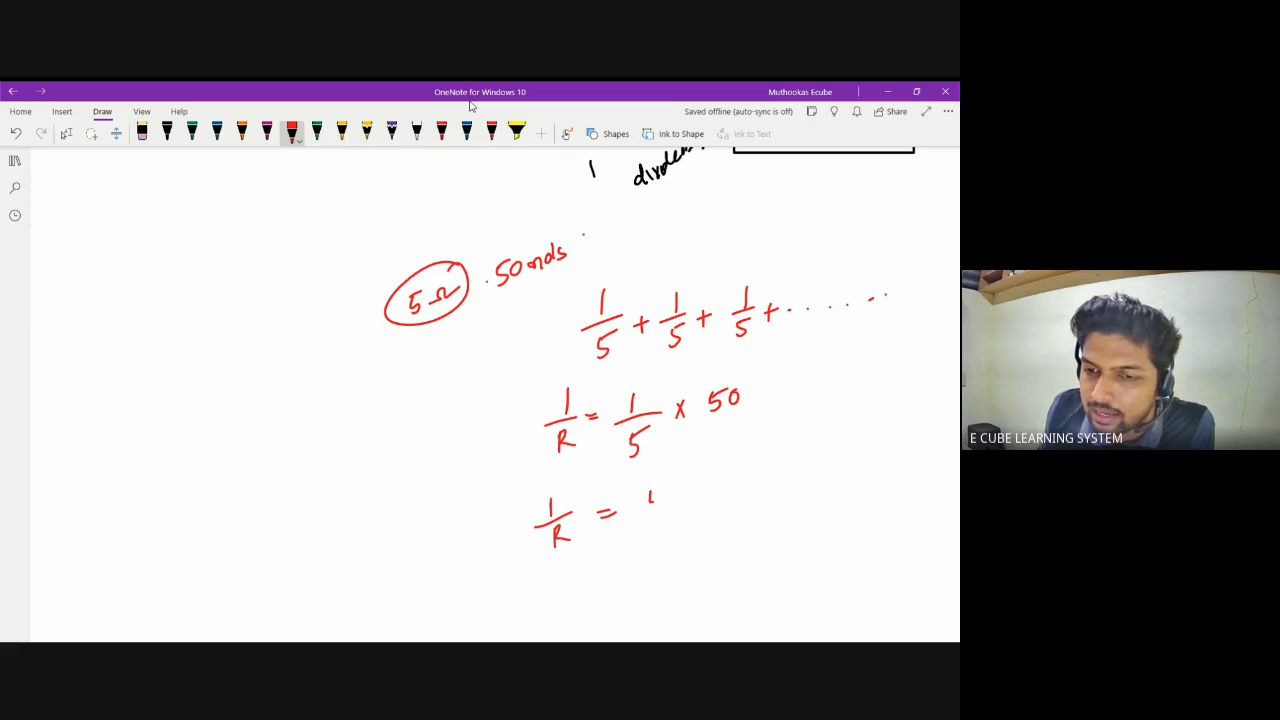 OneNote for Windows 10
Muthookas Ecube
Home Insert Draw View Help
Saved offline (auto-sync is off)
Share
Shapes
Ink to Shape
Ink to Text
5 Ω
50
1/5 + 1/5 + 1/5 + . . . . . .
1/R = 1/5 × 50
1/R =
E CUBE LEARNING SYSTEM